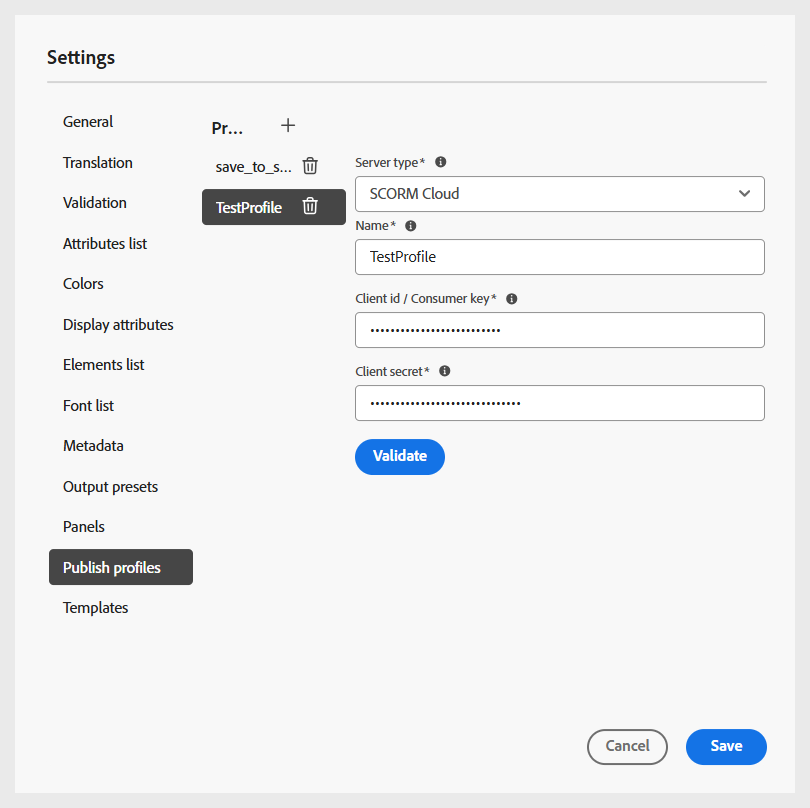 Settings
General
Translation
Validation
Attributes list
Colors
Display attributes
Elements list
Font list
Metadata
Output presets
Panels
Publish profiles
Templates
Pr...
save_to_s...
TestProfile
Server type*
SCORM Cloud
Name*
TestProfile
Client id / Consumer key*
••••••••••••••••••••••••••
Client secret*
••••••••••••••••••••••••••••••
Validate
Cancel
Save